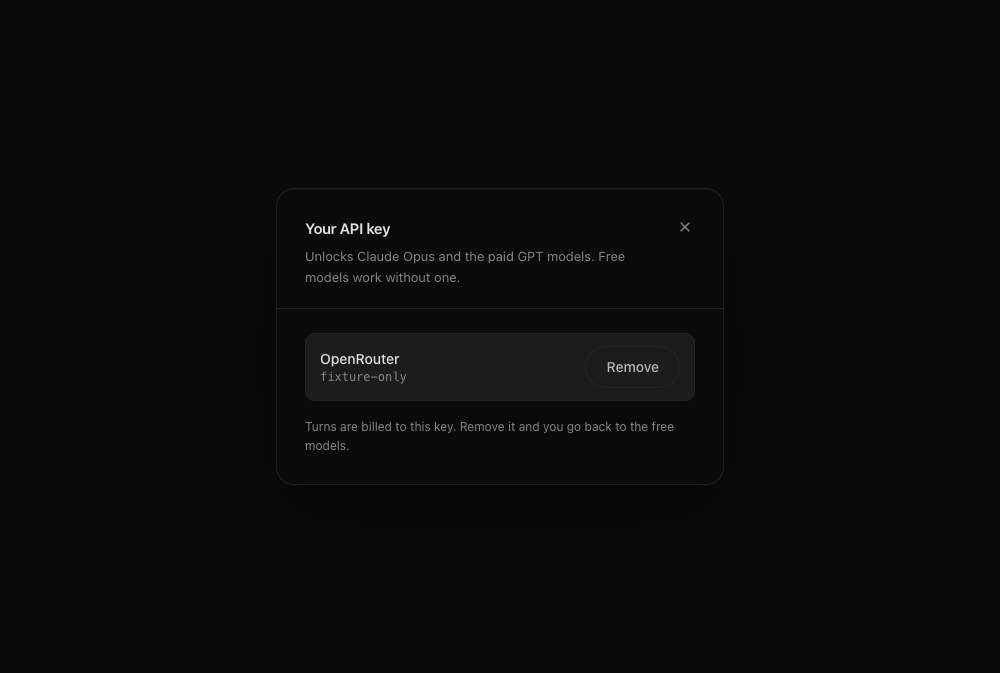 Your API key
Unlocks Claude Opus and the paid GPT models. Free
models work without one.
OpenRouter
fixture-only
Remove
Turns are billed to this key. Remove it and you go back to the free
models.